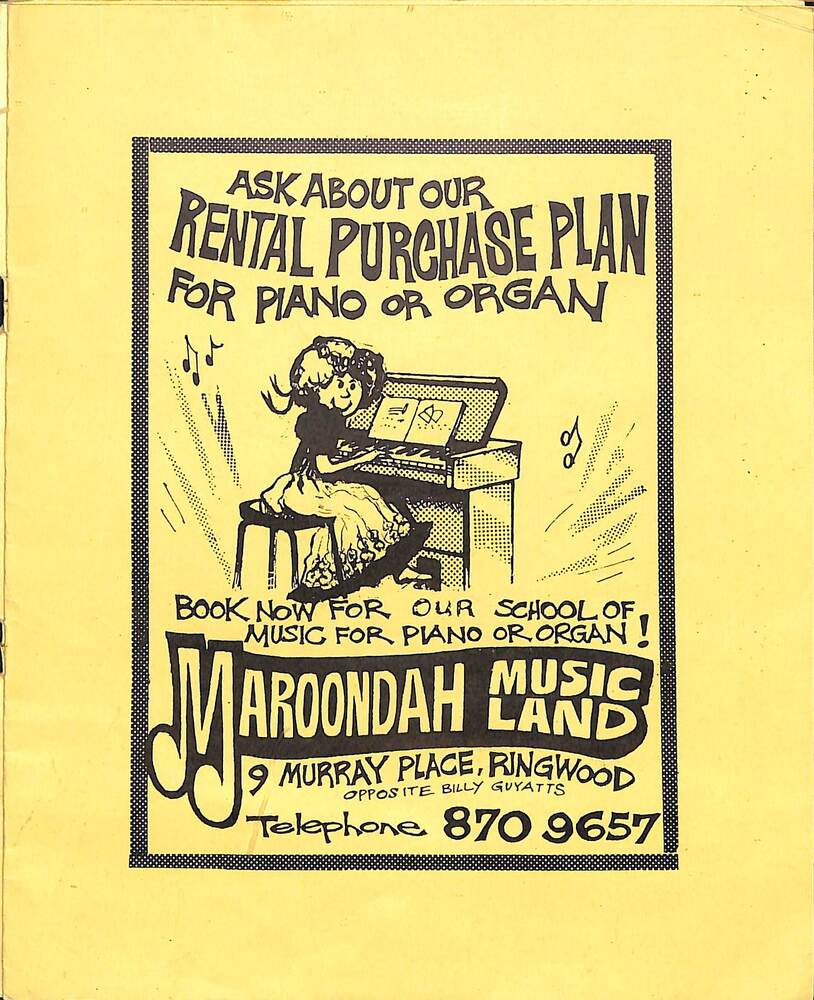 ASK ABOUT OUR
RENTAL PURCHASE PLAN
FOR PIANO OR ORGAN
BOOK NOW FOR OUR SCHOOL OF
MUSIC FOR PIANO OR ORGAN!
MAROONDAH MUSIC LAND
9 MURRAY PLACE, RINGWOOD
OPPOSITE BILLY GUYATTS
Telephone 870 9657